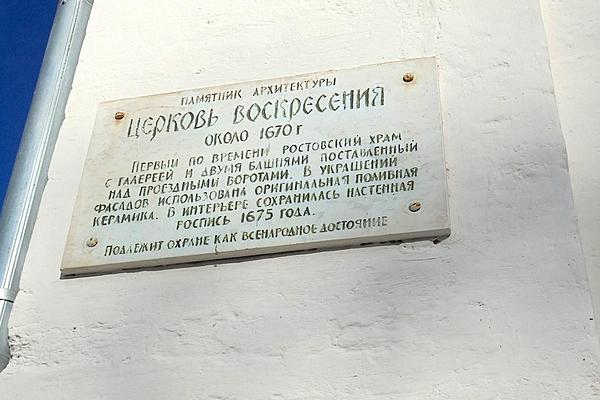 ПАМЯТНИК АРХИТЕКТУРЫ
ЦЕРКОВЬ ВОСКРЕСЕНИЯ
ОКОЛО 1670 г
ПЕРВЫЙ ПО ВРЕМЕНИ РОСТОВСКИЙ ХРАМ
С ГАЛЕРЕЕЙ И ДВУМЯ БАШНЯМИ ПОСТАВЛЕННЫЙ
НАД ПРОЕЗДНЫМИ ВОРОТАМИ. В УКРАШЕНИЙ
ФАСАДОВ ИСПОЛЬЗОВАНА ОРИГИНАЛЬНАЯ ПОЛИВНАЯ
КЕРАМИКА. В ИНТЕРЬЕРЕ СОХРАНИЛАСЬ НАСТЕННАЯ
РОСПИСЬ 1675 ГОДА.
ПОДЛЕЖИТ ОХРАНЕ КАК ВСЕНАРОДНОЕ ДОСТОЯНИЕ